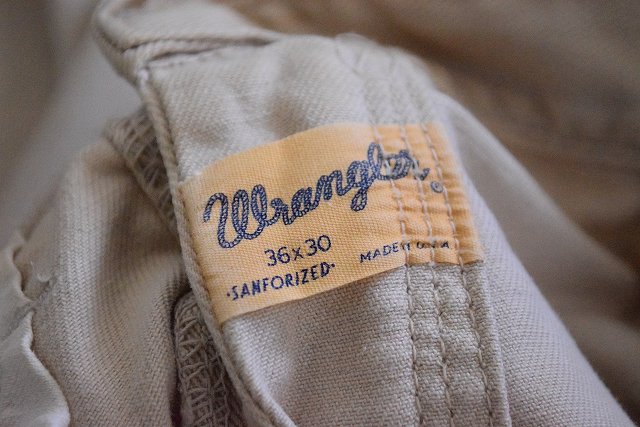 Wrangler®
36x30
·SANFORIZED· MADE IN U.S.A